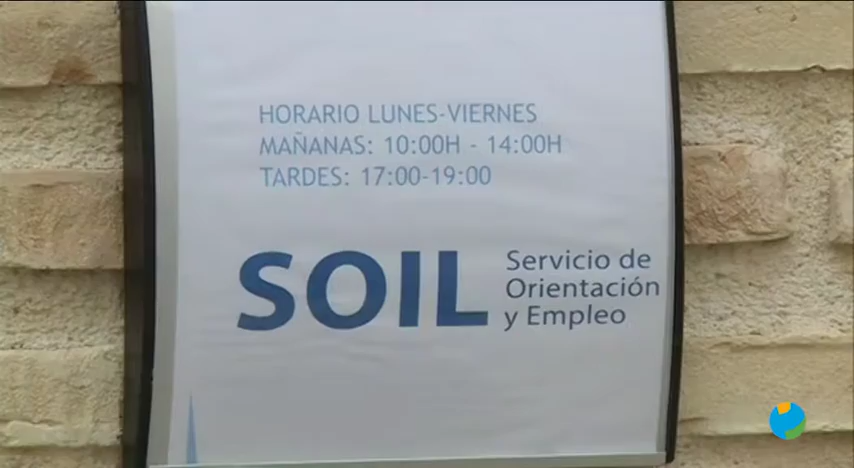 HORARIO LUNES-VIERNES
MAÑANAS: 10:00H - 14:00H
TARDES: 17:00-19:00
SOIL
Servicio de
Orientación
y Empleo